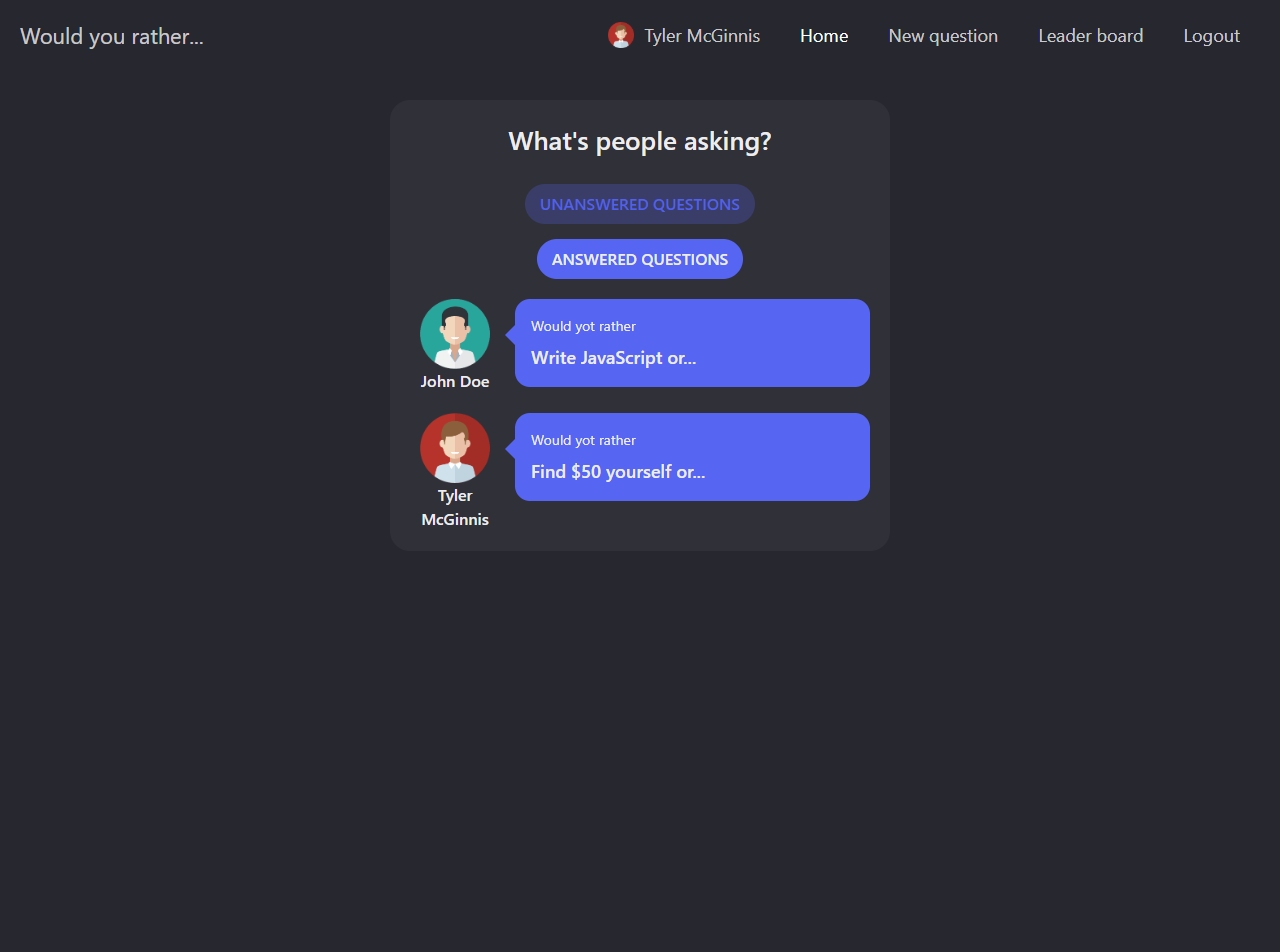 Would you rather...
Tyler McGinnis Home New question Leader board Logout
What's people asking?
UNANSWERED QUESTIONS
ANSWERED QUESTIONS
John Doe
Would yot rather
Write JavaScript or...
Tyler
McGinnis
Would yot rather
Find $50 yourself or...